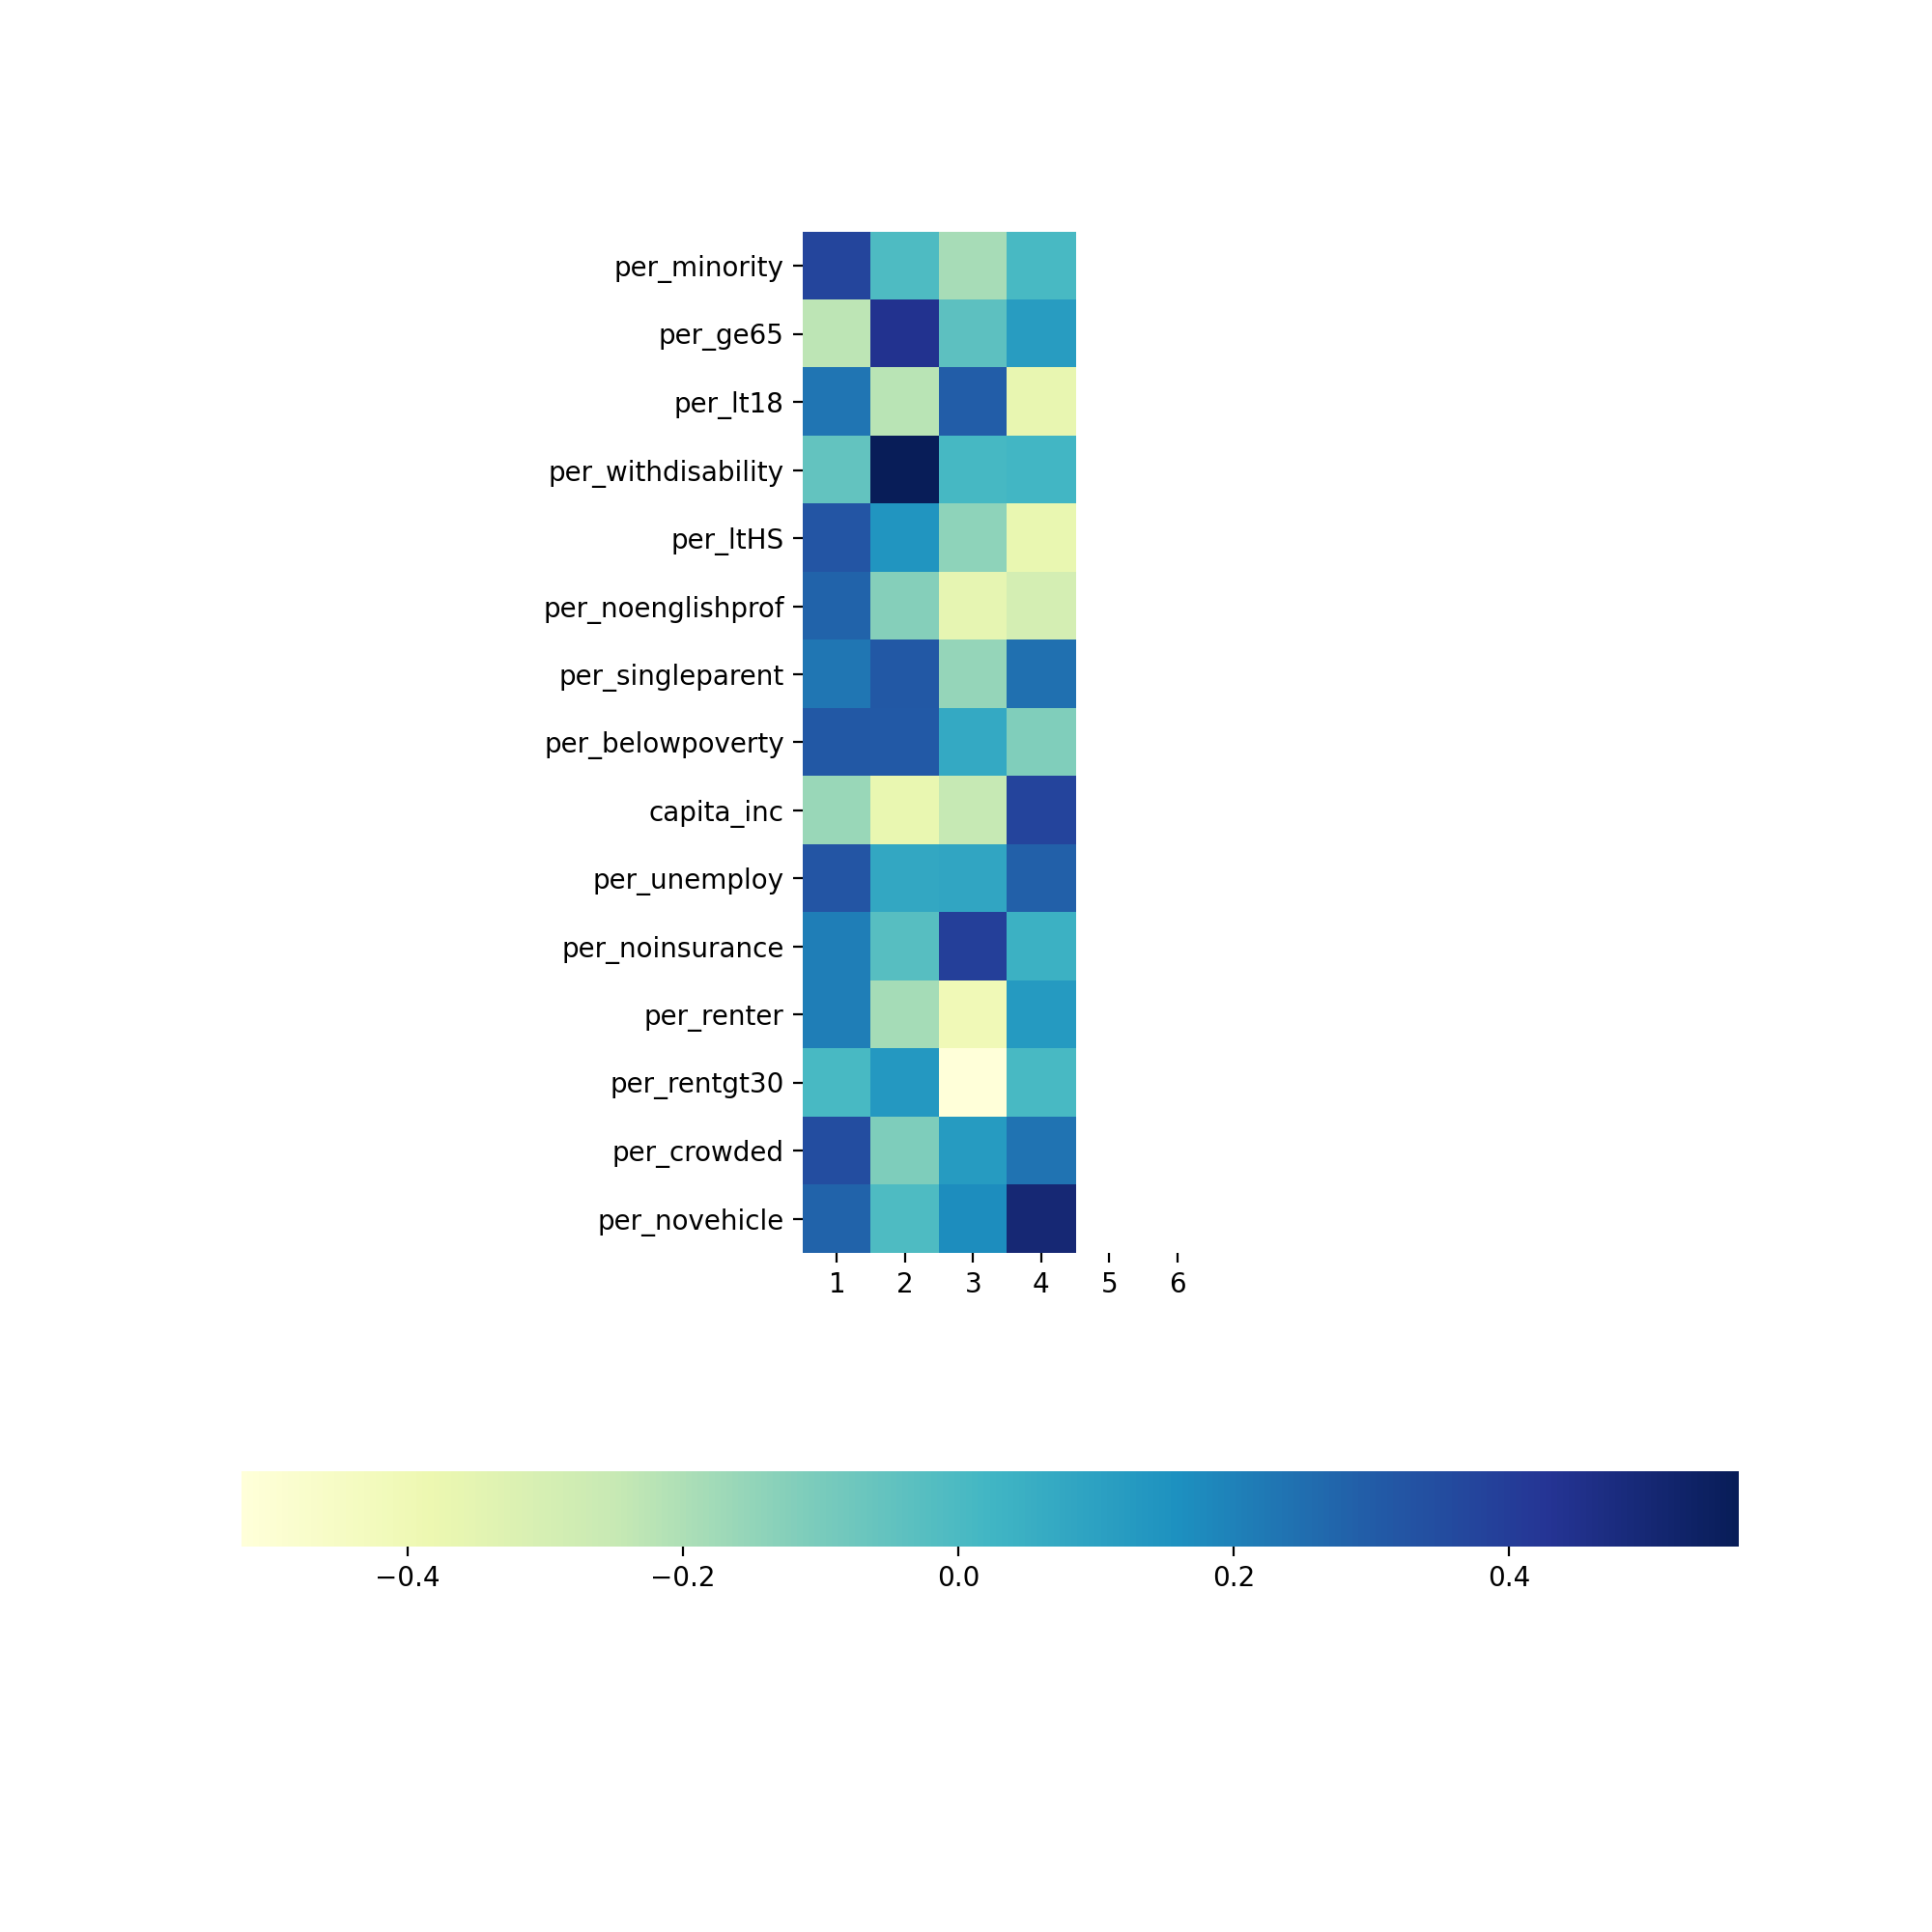 per_minority
per_ge65
per_lt18
per_withdisability
per_ltHS
per_noenglishprof
per_singleparent
per_belowpoverty
capita_inc
per_unemploy
per_noinsurance
per_renter
per_rentgt30
per_crowded
per_novehicle
1 2 3 4 5 6
−0.4 −0.2 0.0 0.2 0.4